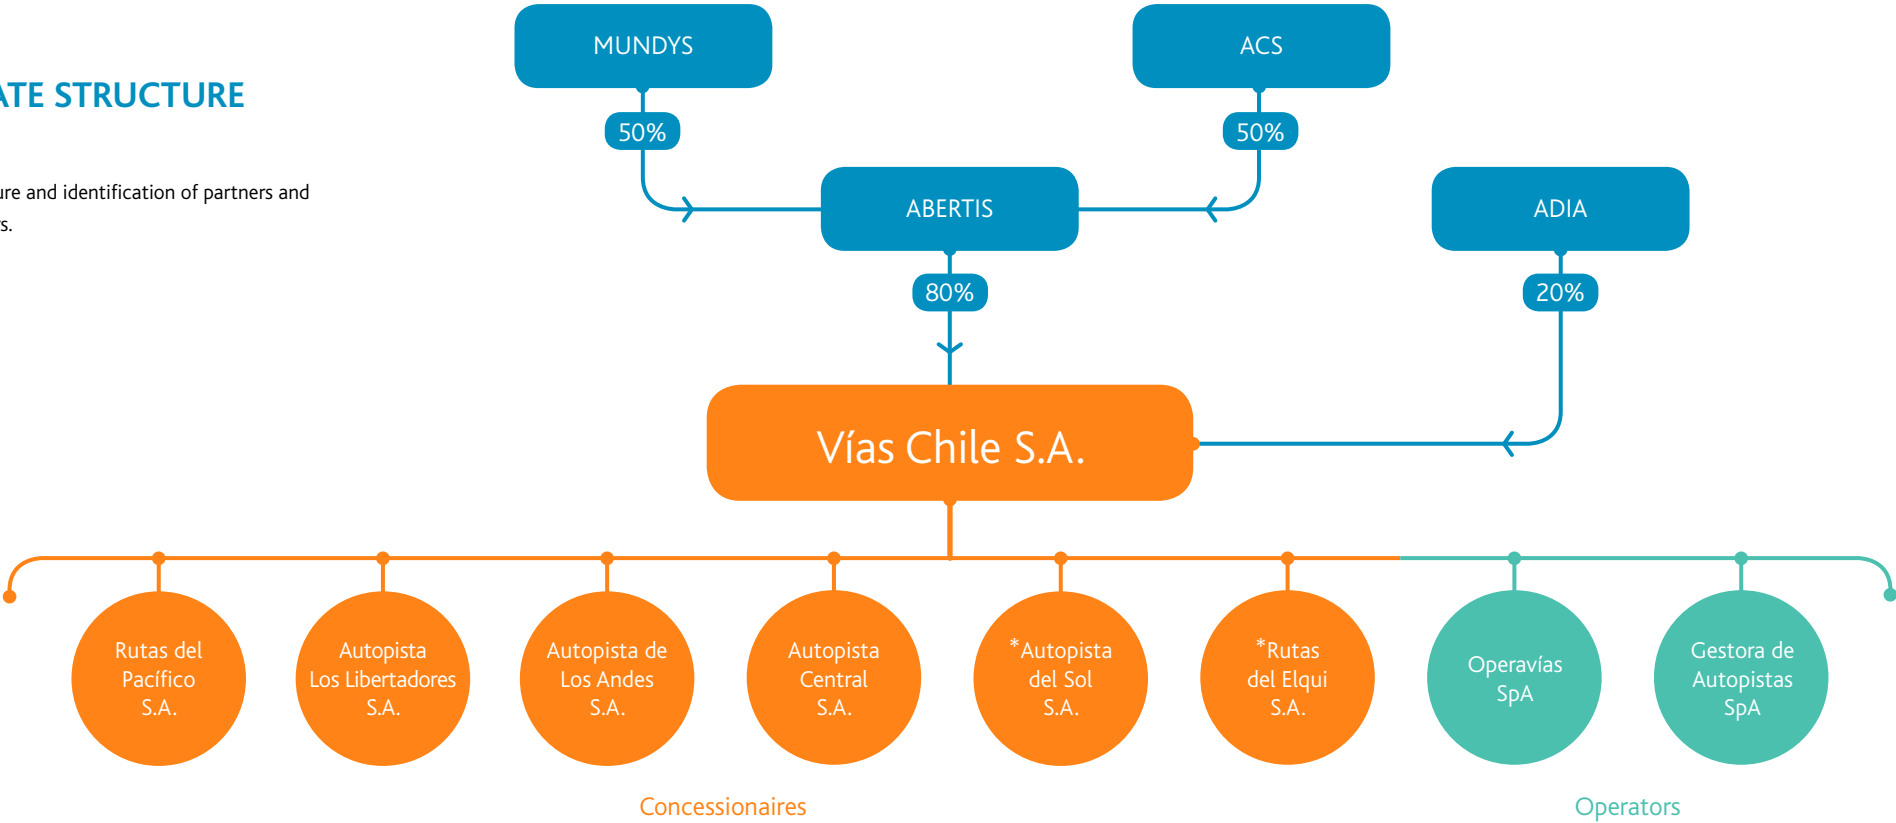 MUNDYS
ACS
ATE STRUCTURE
50%
50%
ure and identification of partners and
s.
ABERTIS
ADIA
80%
20%
Vías Chile S.A.
Rutas del
Pacífico
S.A.
Autopista
Los Libertadores
S.A.
Autopista de
Los Andes
S.A.
Autopista
Central
S.A.
*Autopista
del Sol
S.A.
*Rutas
del Elqui
S.A.
Operavías
SpA
Gestora de
Autopistas
SpA
Concessionaires
Operators